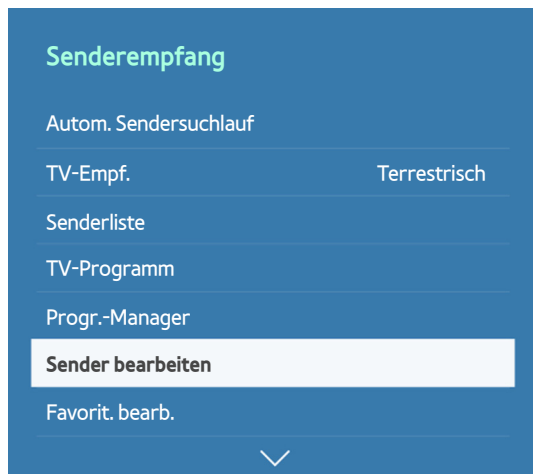 Senderempfang
Autom. Sendersuchlauf
TV-Empf. Terrestrisch
Senderliste
TV-Programm
Progr.-Manager
Sender bearbeiten
Favorit. bearb.